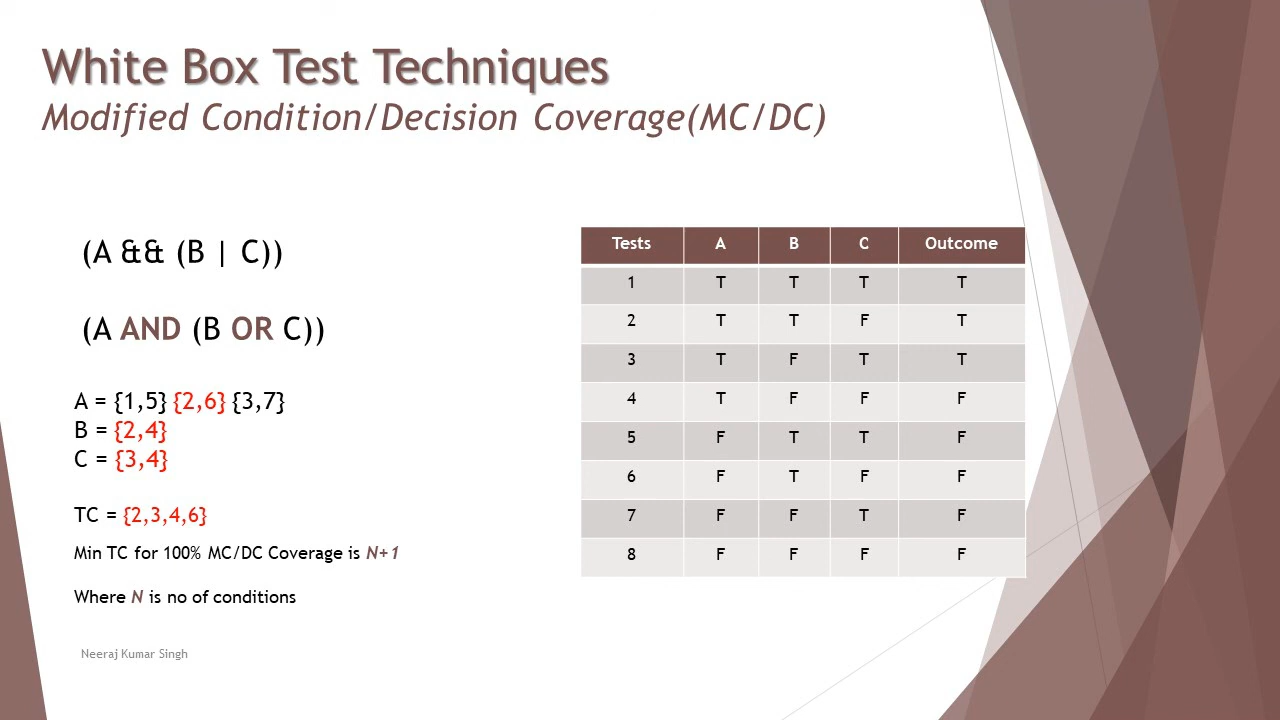 White Box Test Techniques
Modified Condition/Decision Coverage(MC/DC)
(A && (B | C))
(A AND (B OR C))
A = {1,5} {2,6} {3,7}
B = {2,4}
C = {3,4}
TC = {2,3,4,6}
Min TC for 100% MC/DC Coverage is N+1
Where N is no of conditions
Neeraj Kumar Singh
Tests A B C Outcome
1 T T T T
2 T T F T
3 T F T T
4 T F F F
5 F T T F
6 F T F F
7 F F T F
8 F F F F